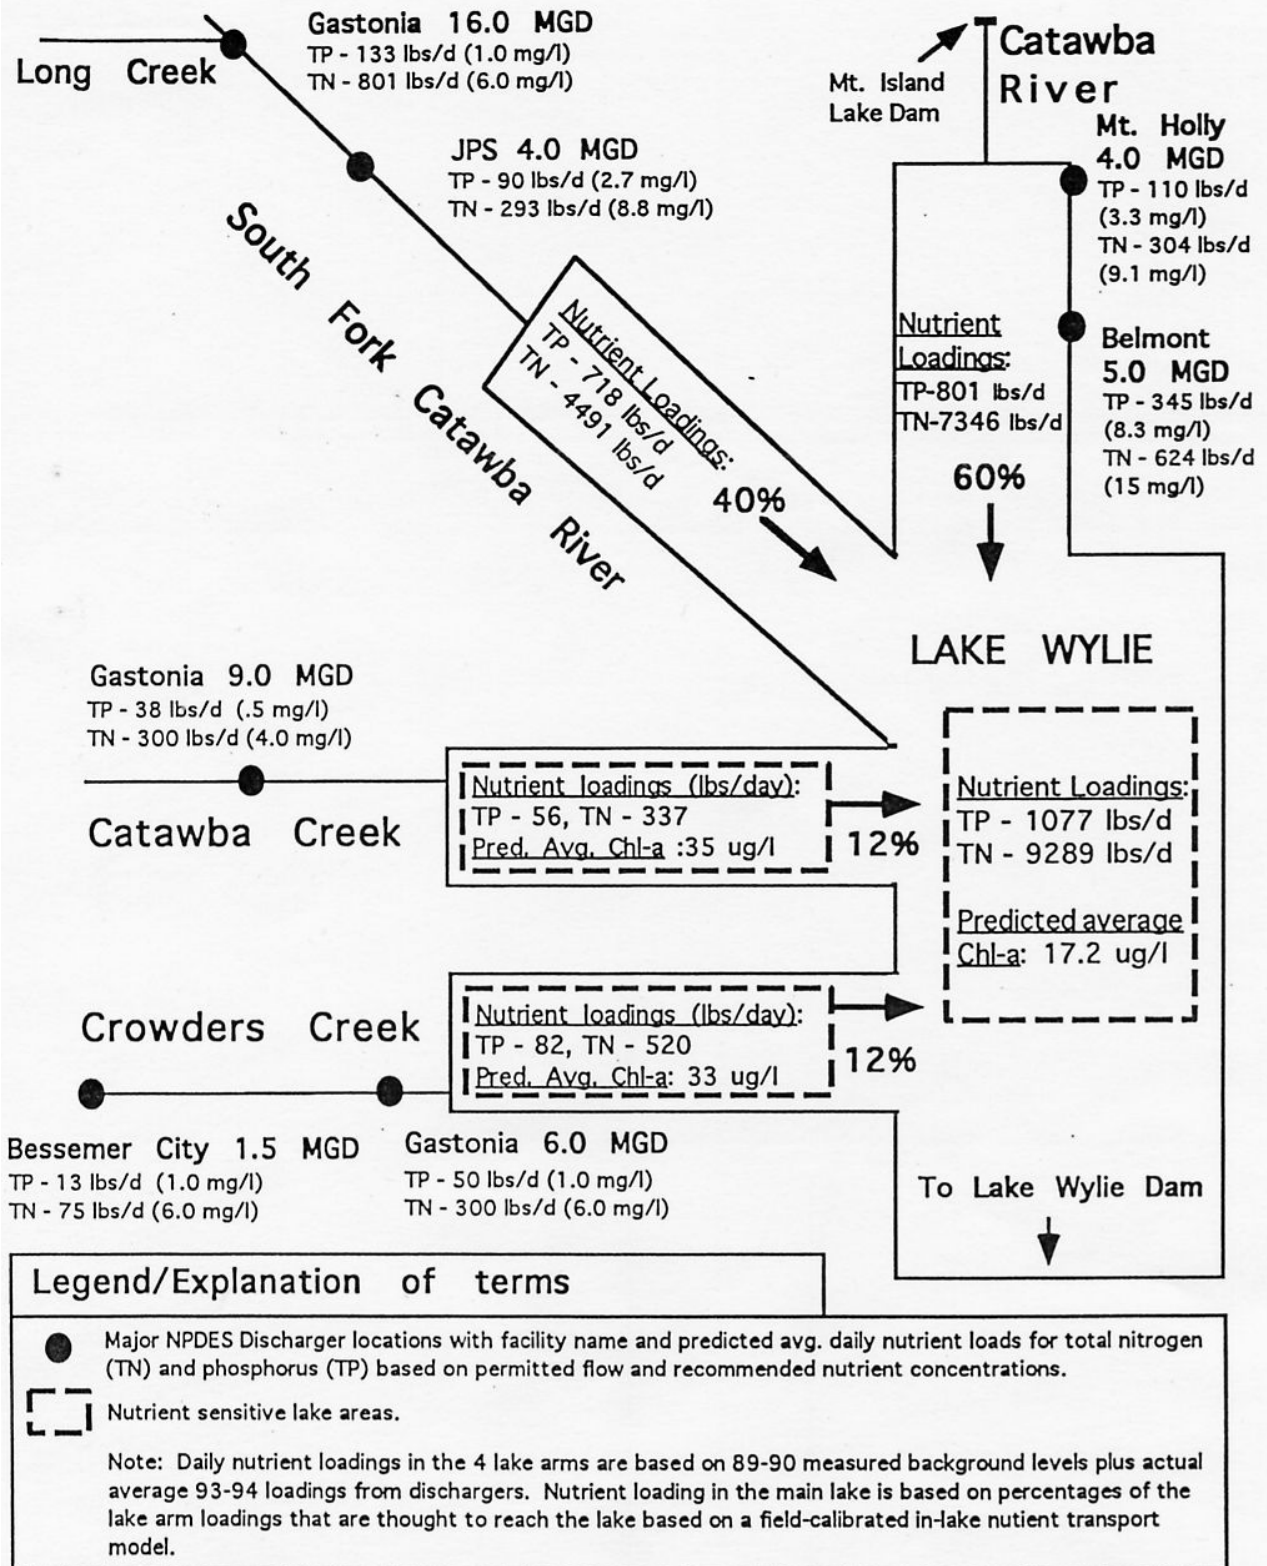 Gastonia 16.0 MGD
TP - 133 lbs/d (1.0 mg/l)
TN - 801 lbs/d (6.0 mg/l)
Long Creek
JPS 4.0 MGD
TP - 90 lbs/d (2.7 mg/l)
TN - 293 lbs/d (8.8 mg/l)
South Fork Catawba River
Nutrient Loadings:
TP - 718 lbs/d
TN - 4491 lbs/d
40%
Mt. Island
Lake Dam
Catawba
River
Mt. Holly
4.0 MGD
TP - 110 lbs/d
(3.3 mg/l)
TN - 304 lbs/d
(9.1 mg/l)
Nutrient
Loadings:
TP-801 lbs/d
TN-7346 lbs/d
60%
Belmont
5.0 MGD
TP - 345 lbs/d
(8.3 mg/l)
TN - 624 lbs/d
(15 mg/l)
LAKE WYLIE
Gastonia 9.0 MGD
TP - 38 lbs/d (.5 mg/l)
TN - 300 lbs/d (4.0 mg/l)
Catawba Creek
Nutrient loadings (lbs/day):
TP - 56, TN - 337
Pred. Avg. Chl-a :35 ug/l
12%
Nutrient Loadings:
TP - 1077 lbs/d
TN - 9289 lbs/d
Predicted average
Chl-a: 17.2 ug/l
Crowders Creek
Nutrient loadings (lbs/day):
TP - 82, TN - 520
Pred. Avg. Chl-a: 33 ug/l
12%
Bessemer City 1.5 MGD
TP - 13 lbs/d (1.0 mg/l)
TN - 75 lbs/d (6.0 mg/l)
Gastonia 6.0 MGD
TP - 50 lbs/d (1.0 mg/l)
TN - 300 lbs/d (6.0 mg/l)
To Lake Wylie Dam
Legend/Explanation of terms
Major NPDES Discharger locations with facility name and predicted avg. daily nutrient loads for total nitrogen
(TN) and phosphorus (TP) based on permitted flow and recommended nutrient concentrations.
Nutrient sensitive lake areas.
Note: Daily nutrient loadings in the 4 lake arms are based on 89-90 measured background levels plus actual
average 93-94 loadings from dischargers. Nutrient loading in the main lake is based on percentages of the
lake arm loadings that are thought to reach the lake based on a field-calibrated in-lake nutient transport
model.